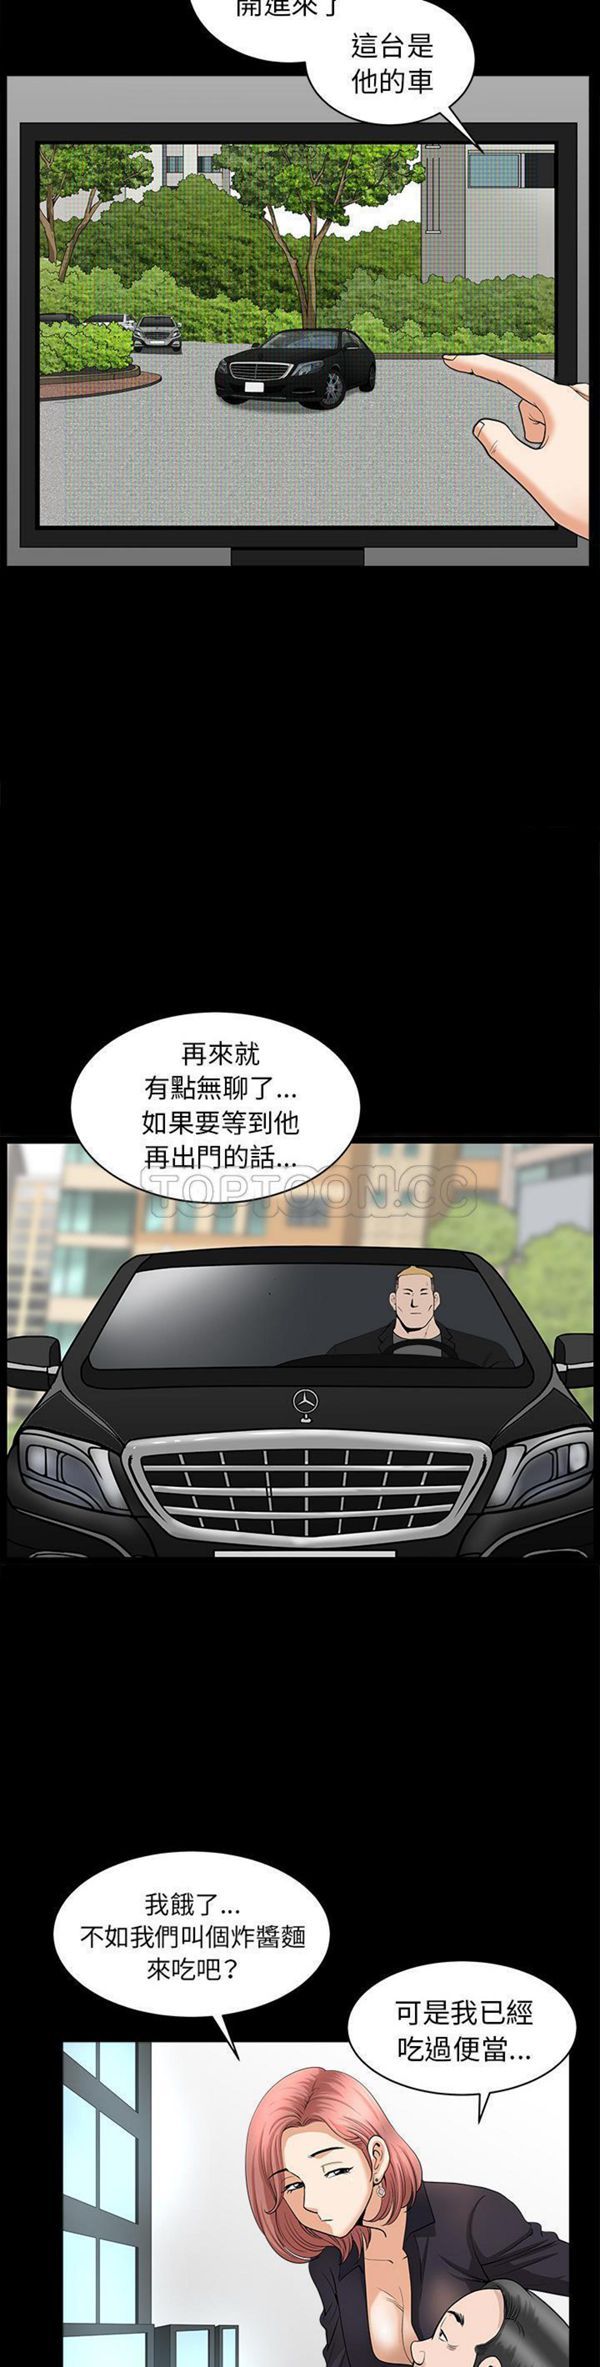 開進來了
這台是
他的車
再來就
有點無聊了...
如果要等到他
再出門的話...
TOPTOON.CC
我餓了...
不如我們叫個炸醬麵
來吃吧？
可是我已經
吃過便當...